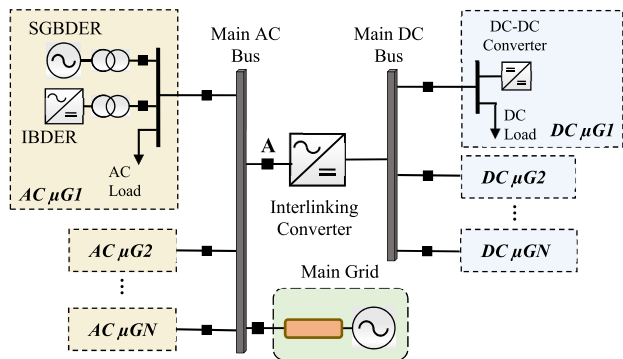 SGBDER
IBDER
AC
Load
AC µG1
Main AC
Bus
Main DC
Bus
A
Interlinking
Converter
DC-DC
Converter
DC
Load
DC µG1
DC µG2
DC µGN
AC µG2
AC µGN
Main Grid